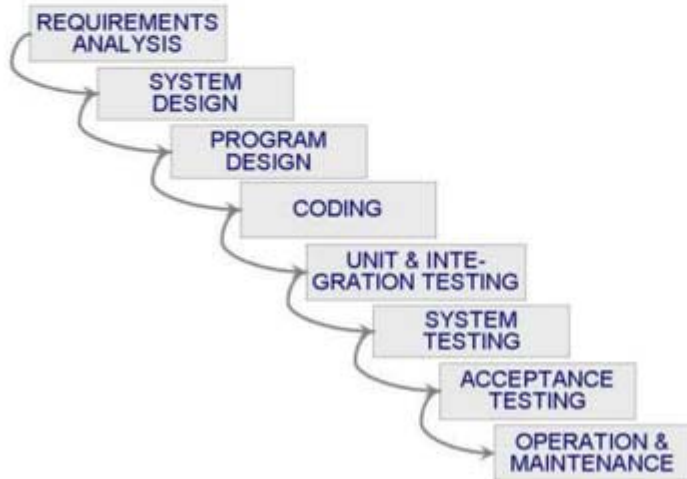 REQUIREMENTS
ANALYSIS
SYSTEM
DESIGN
PROGRAM
DESIGN
CODING
UNIT & INTE-
GRATION TESTING
SYSTEM
TESTING
ACCEPTANCE
TESTING
OPERATION &
MAINTENANCE